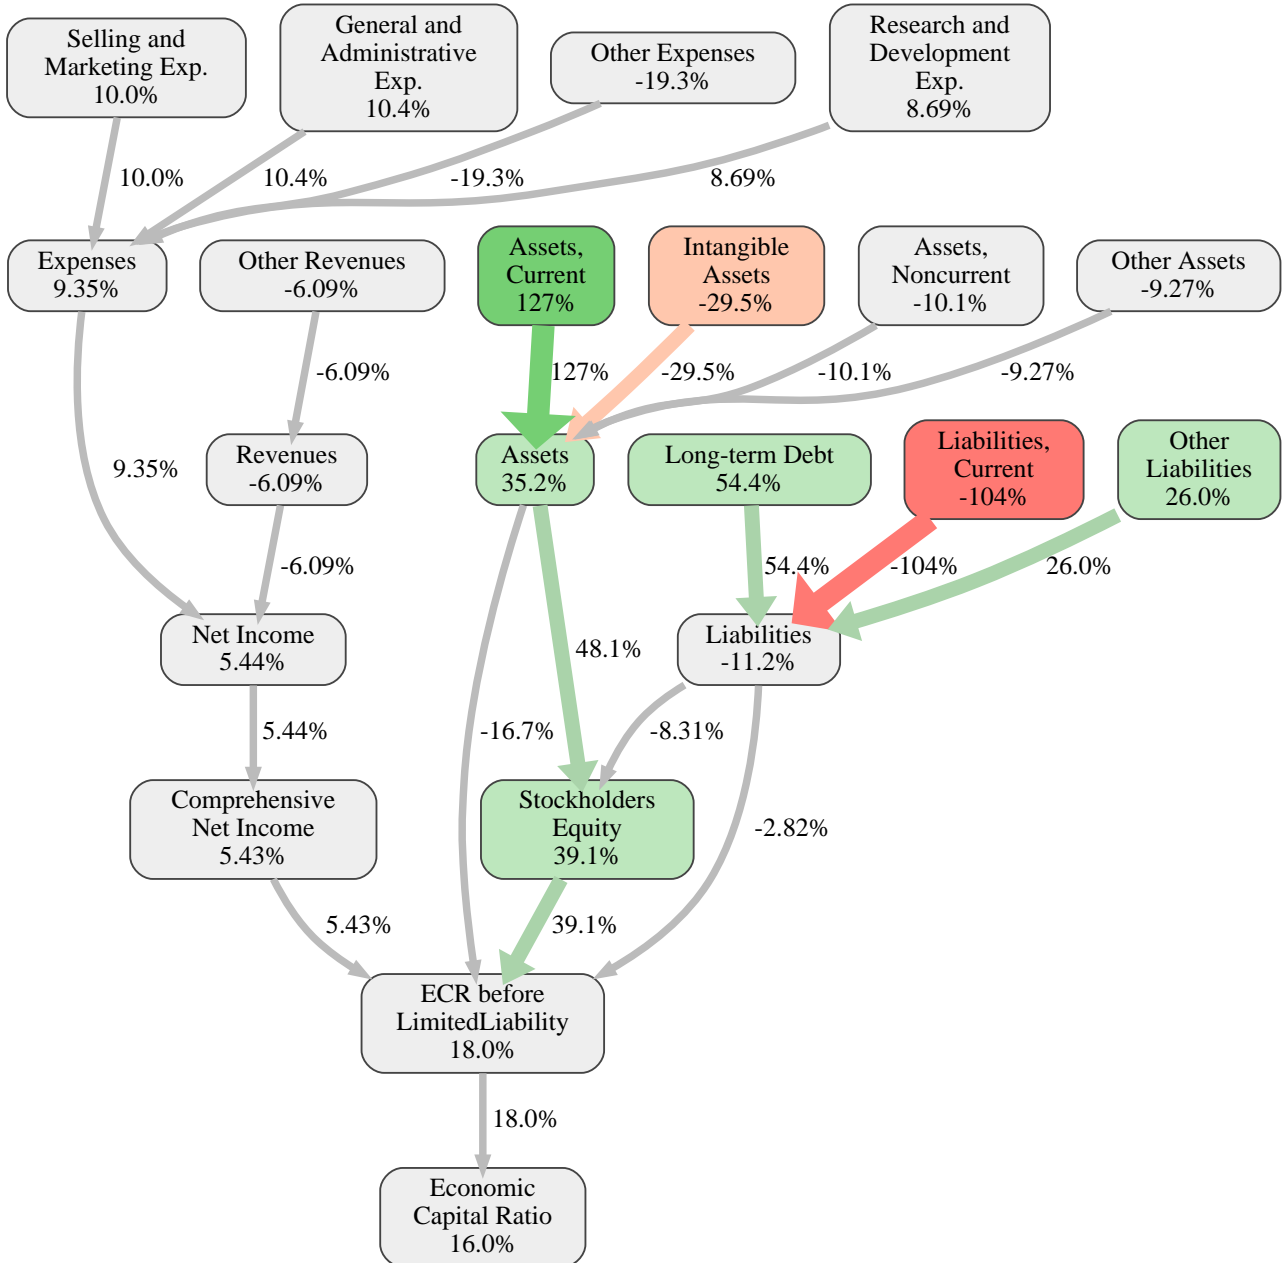 Selling and
Marketing Exp.
10.0%
General and
Administrative
Exp.
10.4%
Other Expenses
-19.3%
Research and
Development
Exp.
8.69%
10.0%
10.4%
-19.3%
8.69%
Expenses
9.35%
Other Revenues
-6.09%
Assets,
Current
127%
Intangible
Assets
-29.5%
Assets,
Noncurrent
-10.1%
Other Assets
-9.27%
-6.09%
127%
-29.5%
-10.1%
-9.27%
9.35%
Revenues
-6.09%
Assets
35.2%
Long-term Debt
54.4%
Liabilities,
Current
-104%
Other
Liabilities
26.0%
-6.09%
54.4%
-104%
26.0%
Net Income
5.44%
48.1%
Liabilities
-11.2%
5.44%
-16.7%
-8.31%
Comprehensive
Net Income
5.43%
Stockholders
Equity
39.1%
-2.82%
5.43%
39.1%
ECR before
LimitedLiability
18.0%
18.0%
Economic
Capital Ratio
16.0%